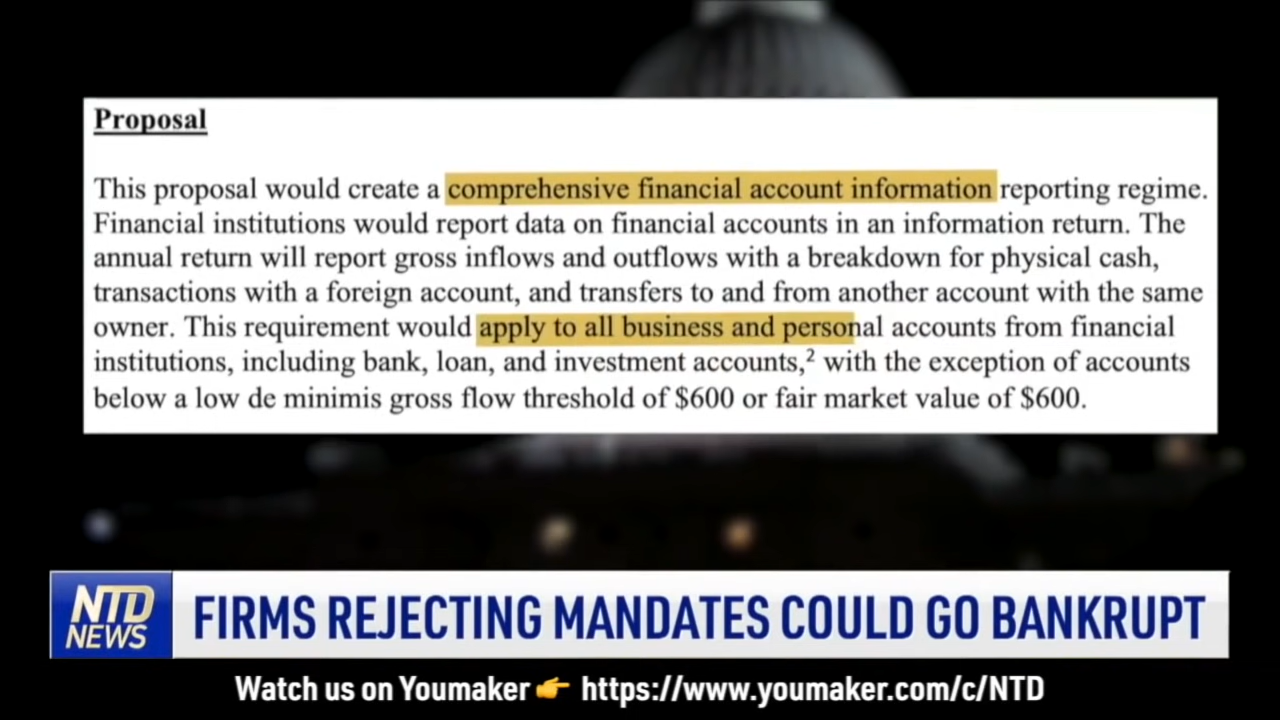 Proposal
This proposal would create a comprehensive financial account information reporting regime.
Financial institutions would report data on financial accounts in an information return. The
annual return will report gross inflows and outflows with a breakdown for physical cash,
transactions with a foreign account, and transfers to and from another account with the same
owner. This requirement would apply to all business and personal accounts from financial
institutions, including bank, loan, and investment accounts,² with the exception of accounts
below a low de minimis gross flow threshold of $600 or fair market value of $600.
NTD
NEWS
FIRMS REJECTING MANDATES COULD GO BANKRUPT
Watch us on Youmaker 👉 https://www.youmaker.com/c/NTD